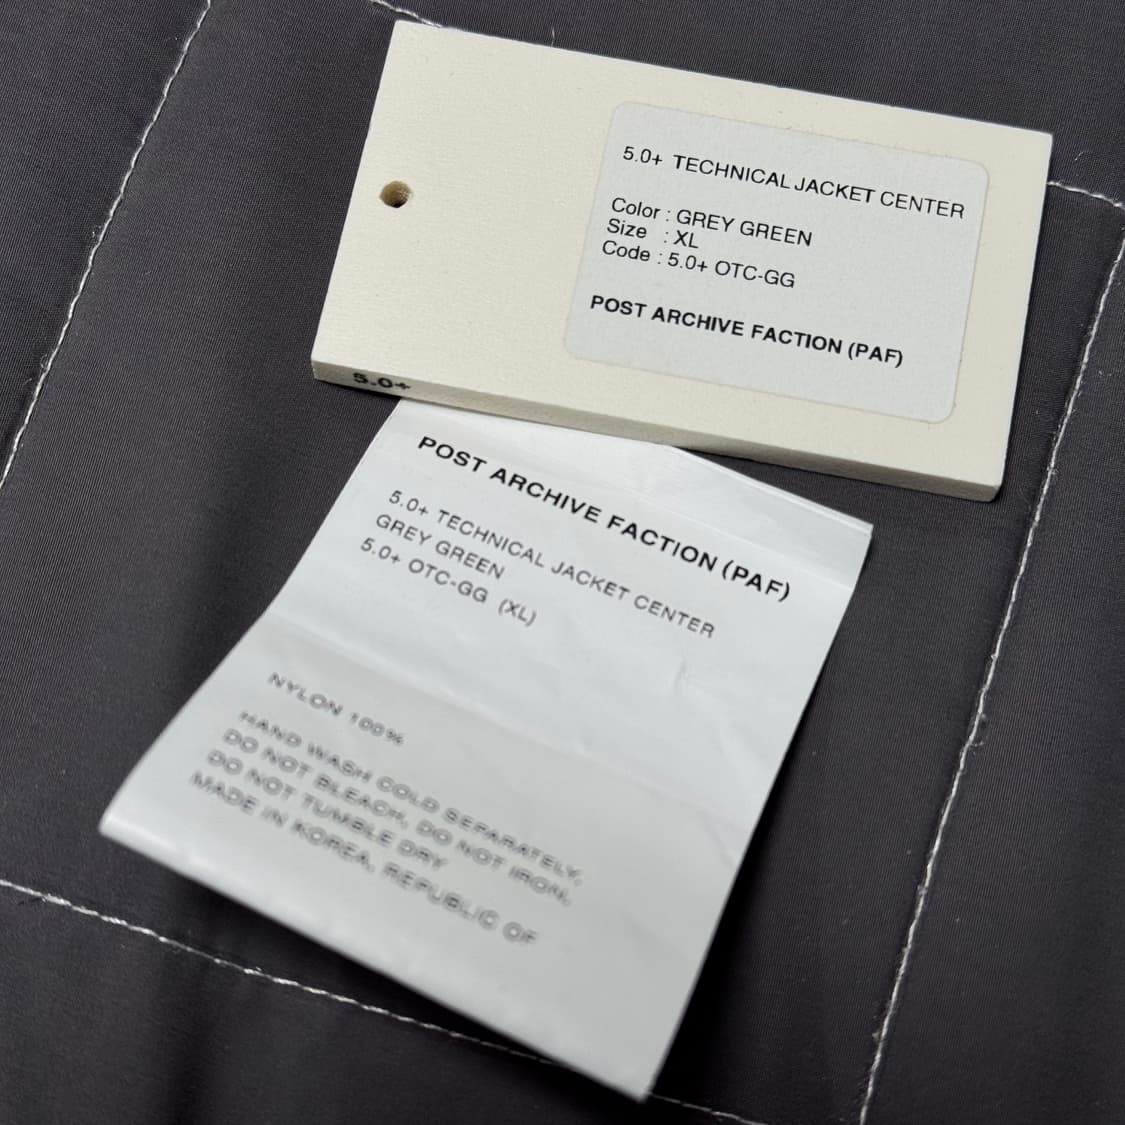 5.0+ TECHNICAL JACKET CENTER
Color : GREY GREEN
Size : XL
Code : 5.0+ OTC-GG
POST ARCHIVE FACTION (PAF)
5.0+
POST ARCHIVE FACTION (PAF)
5.0+ TECHNICAL JACKET CENTER
GREY GREEN
5.0+ OTC-GG (XL)
NYLON 100%
HAND WASH COLD SEPARATELY,
DO NOT BLEACH, DO NOT IRON,
DO NOT TUMBLE DRY
MADE IN KOREA, REPUBLIC OF